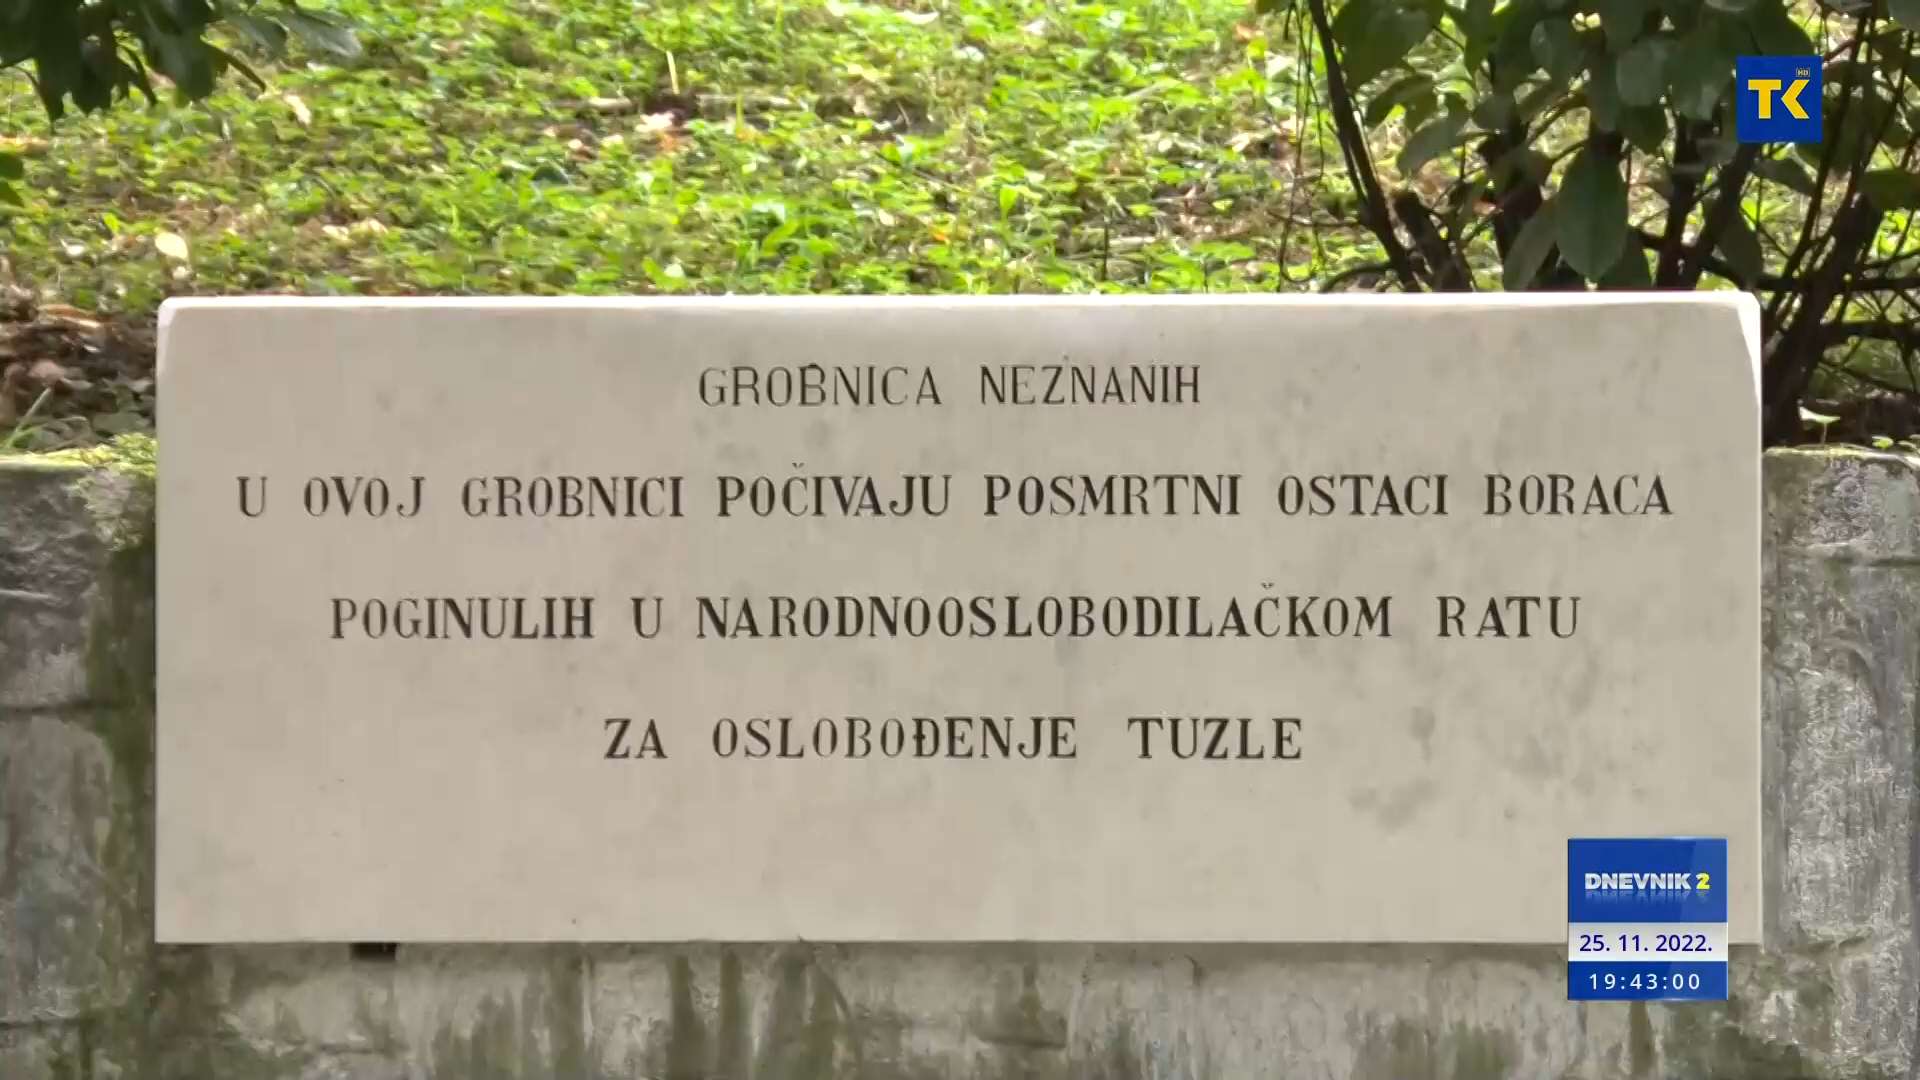 TK HD
GROBNICA NEZNANIH
U OVOJ GROBNICI POČIVAJU POSMRTNI OSTACI BORACA
POGINULIH U NARODNOOSLOBODILAČKOM RATU
ZA OSLOBOĐENJE TUZLE
DNEVNIK 2
25. 11. 2022.
19:43:00